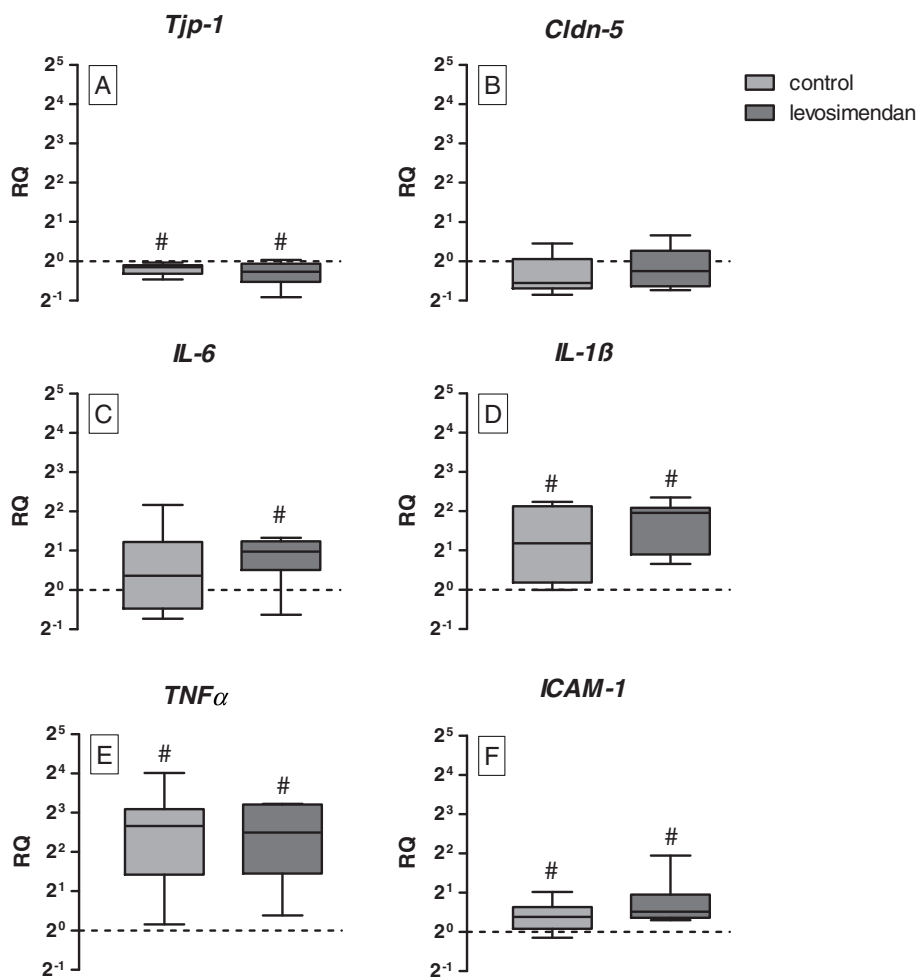 Tjp-1
Cldn-5
A
2⁵
2⁴
2³
2²
2¹
2⁰
2⁻¹
RQ
# #
B
2⁵
2⁴
2³
2²
2¹
2⁰
2⁻¹
RQ
control
levosimendan
IL-6
IL-1ß
C
2⁵
2⁴
2³
2²
2¹
2⁰
2⁻¹
RQ
#
D
2⁵
2⁴
2³
2²
2¹
2⁰
2⁻¹
RQ
# #
TNFα
ICAM-1
E
2⁵
2⁴
2³
2²
2¹
2⁰
2⁻¹
RQ
# #
F
2⁵
2⁴
2³
2²
2¹
2⁰
2⁻¹
RQ
# #